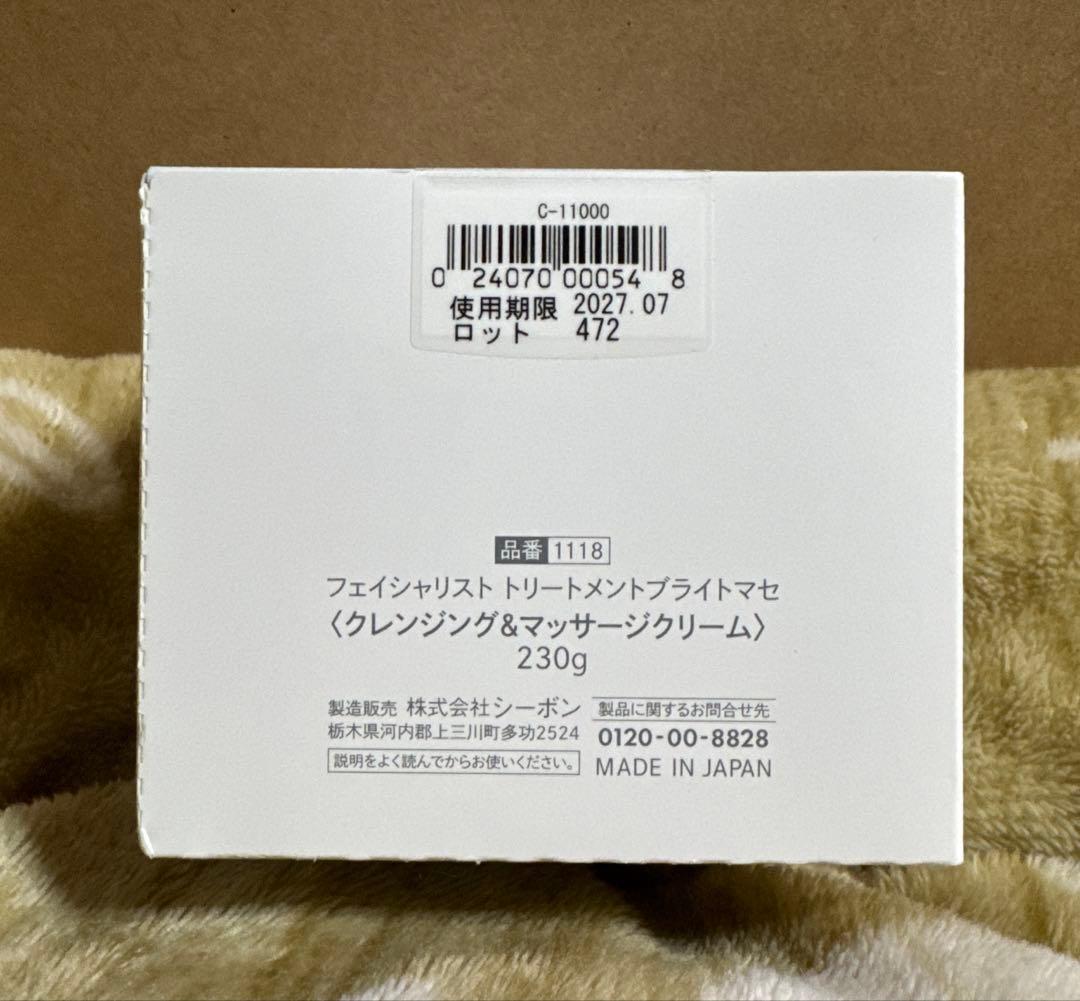 C-11000
0 24070 00054 8
使用期限 2027.07
ロット 472
品番 1118
フェイシャリスト トリートメントブライトマセ
〈クレンジング&マッサージクリーム〉
230g
製造販売 株式会社シーボン
栃木県河内郡上三川町多功2524
説明をよく読んでからお使いください。
製品に関するお問合せ先
0120-00-8828
MADE IN JAPAN